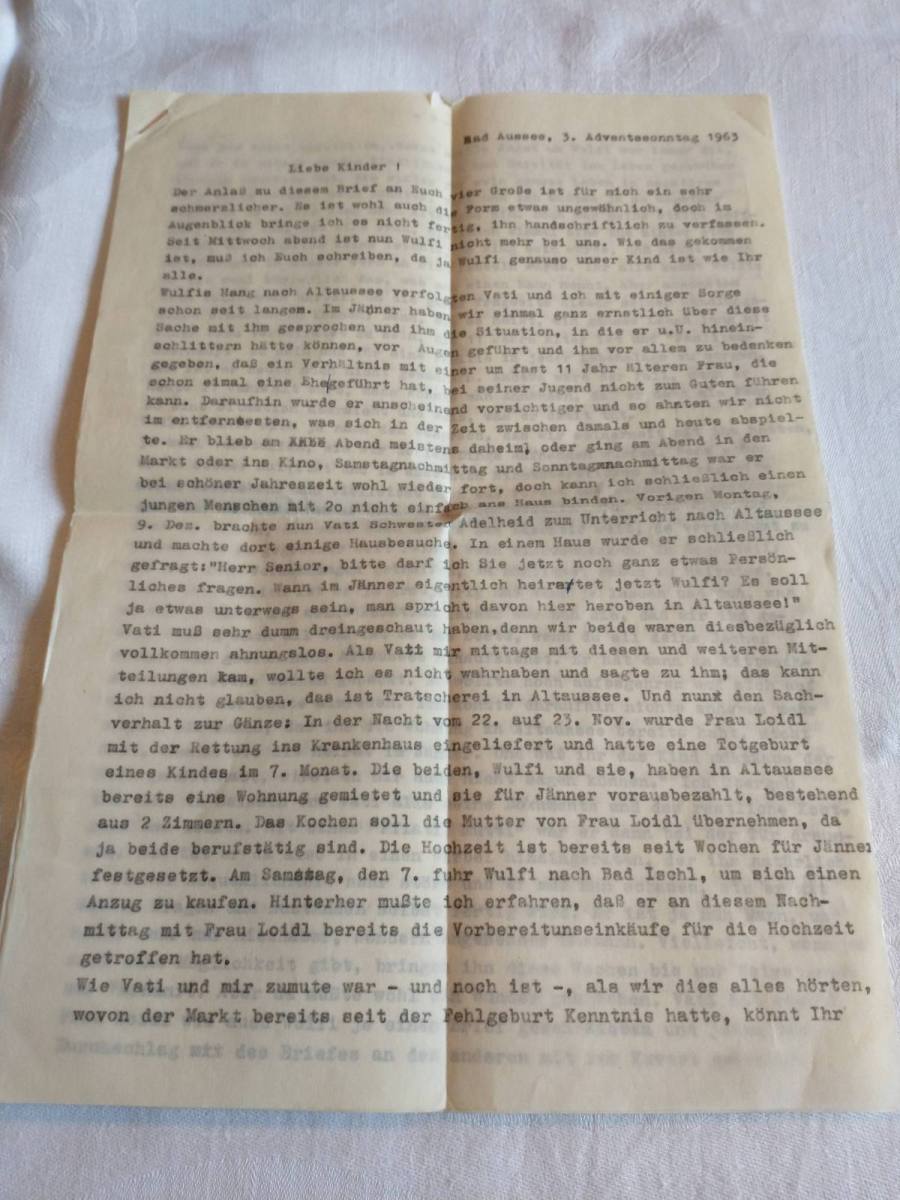 Bad Aussee, 3. Adventsonntag 1963
Liebe Kinder !
Der Anlaß zu diesem Brief an Euch vier Große ist für mich ein sehr
schmerzlicher. Es ist wohl auch die Form etwas ungewähnlich, doch im
Augenblick bringe ich es nicht fertig, ihn handschriftlich zu verfassen.
Seit Mittwoch abend ist nun Wulfi nicht mehr bei uns. Wie das gekommen
ist, muß ich Euch schreiben, da ja Wulfi genauso unser Kind ist wie Ihr
alle.
Wulfis Hang nach Altaussee verfolgten Vati und ich mit einiger Sorge
schon seit langem. Im Jänner haben wir einmal ganz ernstlich über diese
Sache mit ihm gesprochen und ihm die Situation, in die er u.U. hinein-
schlittern hätte können, vor Augen geführt und ihm vor allem zu bedenken
gegeben, daß ein Verhältnis mit einer um fast 11 Jahr älteren Frau, die
schon eimal eine Ehe geführt hat, bei seiner Jugend nicht zum Guten führen
kann. Daraufhin wurde er anscheinend vorsichtiger und so ahnten wir nicht
im entferntesten, was sich in der Zeit zwischen damals und heute abspiel-
te. Er blieb am Abend meistens daheim, oder ging am Abend in den
Markt oder ins Kino, Samstagnachmittag und Sonntagnachmittag war er
bei schöner Jahreszeit wohl wieder fort, doch kann ich schließlich einen
jungen Menschen mit 2o nicht einfach ans Haus binden. Vorigen Montag,
9. Dez. brachte nun Vati Schwester Adelheid zum Unterricht nach Altaussee
und machte dort einige Hausbesuche. In einem Haus wurde er schließlich
gefragt:"Herr Senior, bitte darf ich Sie jetzt noch ganz etwas Persön-
liches fragen. Wann im Jänner eigentlich heiratet jetzt Wulfi? Es soll
ja etwas unterwegs sein, man spricht davon hier heroben in Altaussee!"
Vati muß sehr dumm dreingeschaut haben,denn wir beide waren diesbezüglich
vollkommen ahnungslos. Als Vati mir mittags mit diesen und weiteren Mit-
teilungen kam, wollte ich es nicht wahrhaben und sagte zu ihm; das kann
ich nicht glauben, das ist Tratscherei in Altaussee. Und nun den Sach-
verhalt zur Gänze: In der Nacht vom 22. auf 23. Nov. wurde Frau Loidl
mit der Rettung ins Krankenhaus eingeliefert und hatte eine Totgeburt
eines Kindes im 7. Monat. Die beiden, Wulfi und sie, haben in Altaussee
bereits eine Wohnung gemietet und sie für Jänner vorausbezahlt, bestehend
aus 2 Zimmern. Das Kochen soll die Mutter von Frau Loidl übernehmen, da
ja beide berufstätig sind. Die Hochzeit ist bereits seit Wochen für Jänner
festgesetzt. Am Samstag, den 7. fuhr Wulfi nach Bad Ischl, um sich einen
Anzug zu kaufen. Hinterher mußte ich erfahren, daß er an diesem Nach-
mittag mit Frau Loidl bereits die Vorbereitunseinkäufe für die Hochzeit
getroffen hat.
Wie Vati und mir zumute war - und noch ist -, als wir dies alles hörten,
wovon der Markt bereits seit der Fehlgeburt Kenntnis hatte, könnt Ihr